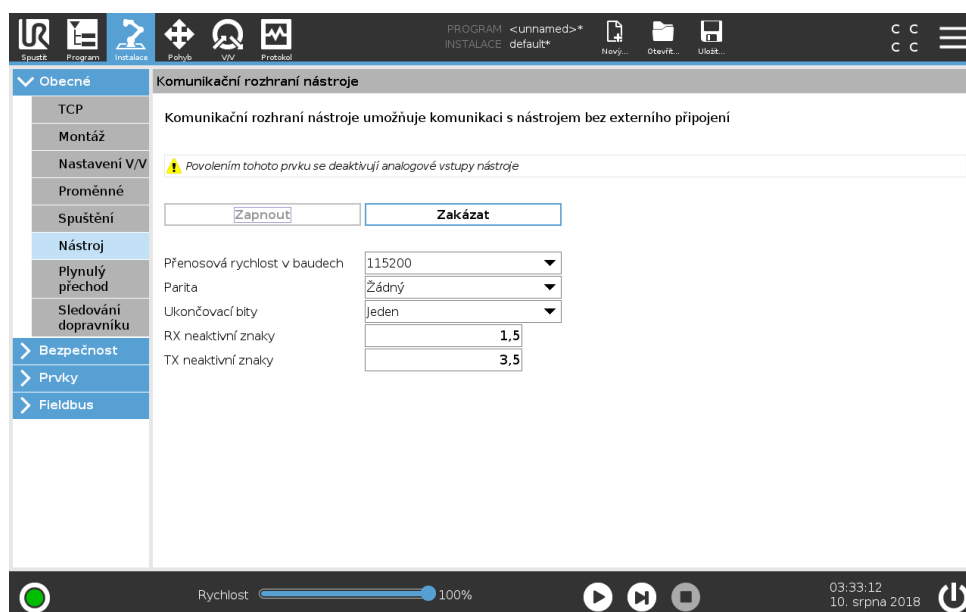 UR
PROGRAM <unnamed>*
INSTALACE default*
C C
C C
Spustit Program Instalace Pohyb V/V Protokol Nový... Otevřít... Uložit...
Obecné
Komunikační rozhraní nástroje
TCP
Montáž
Nastavení V/V
Proměnné
Spuštění
Nástroj
Plynulý
přechod
Sledování
dopravníku
Bezpečnost
Prvky
Fieldbus
Komunikační rozhraní nástroje umožňuje komunikaci s nástrojem bez externího připojení
Povolením tohoto prvku se deaktivují analogové vstupy nástroje
Zapnout Zakázat
Přenosová rychlost v baudech 115200
Parita Žádný
Ukončovací bity Jeden
RX neaktivní znaky 1,5
TX neaktivní znaky 3,5
Rychlost 100%
03:33:12
10. srpna 2018